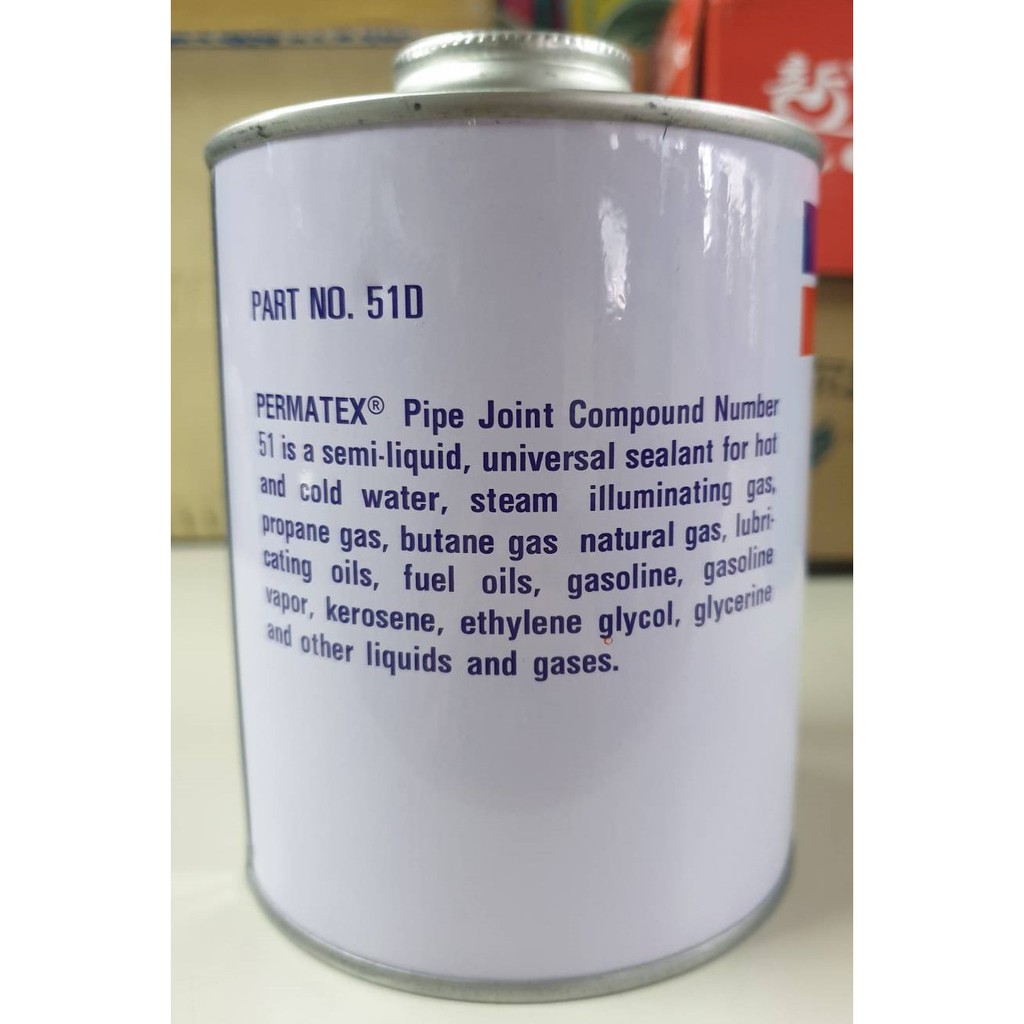 PART NO. 51D
PERMATEX® Pipe Joint Compound Number
51 is a semi-liquid, universal sealant for hot
and cold water, steam illuminating gas,
propane gas, butane gas natural gas, lubri-
cating oils, fuel oils, gasoline, gasoline
vapor, kerosene, ethylene glycol, glycerine
and other liquids and gases.